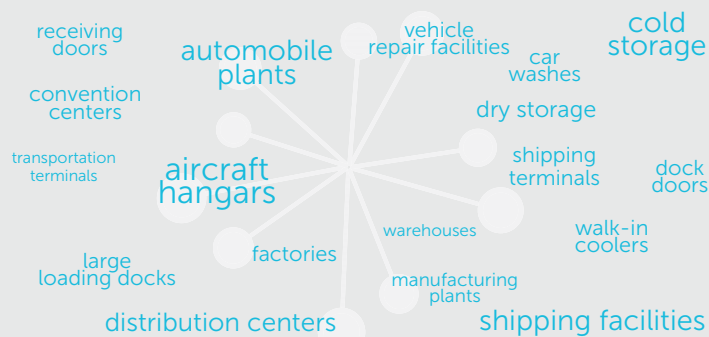 receiving
doors
automobile
plants
vehicle
repair facilities
car
washes
cold
storage
convention
centers
dry storage
transportation
terminals
aircraft
hangars
shipping
terminals
dock
doors
warehouses
walk-in
coolers
factories
large
loading docks
manufacturing
plants
distribution centers
shipping facilities